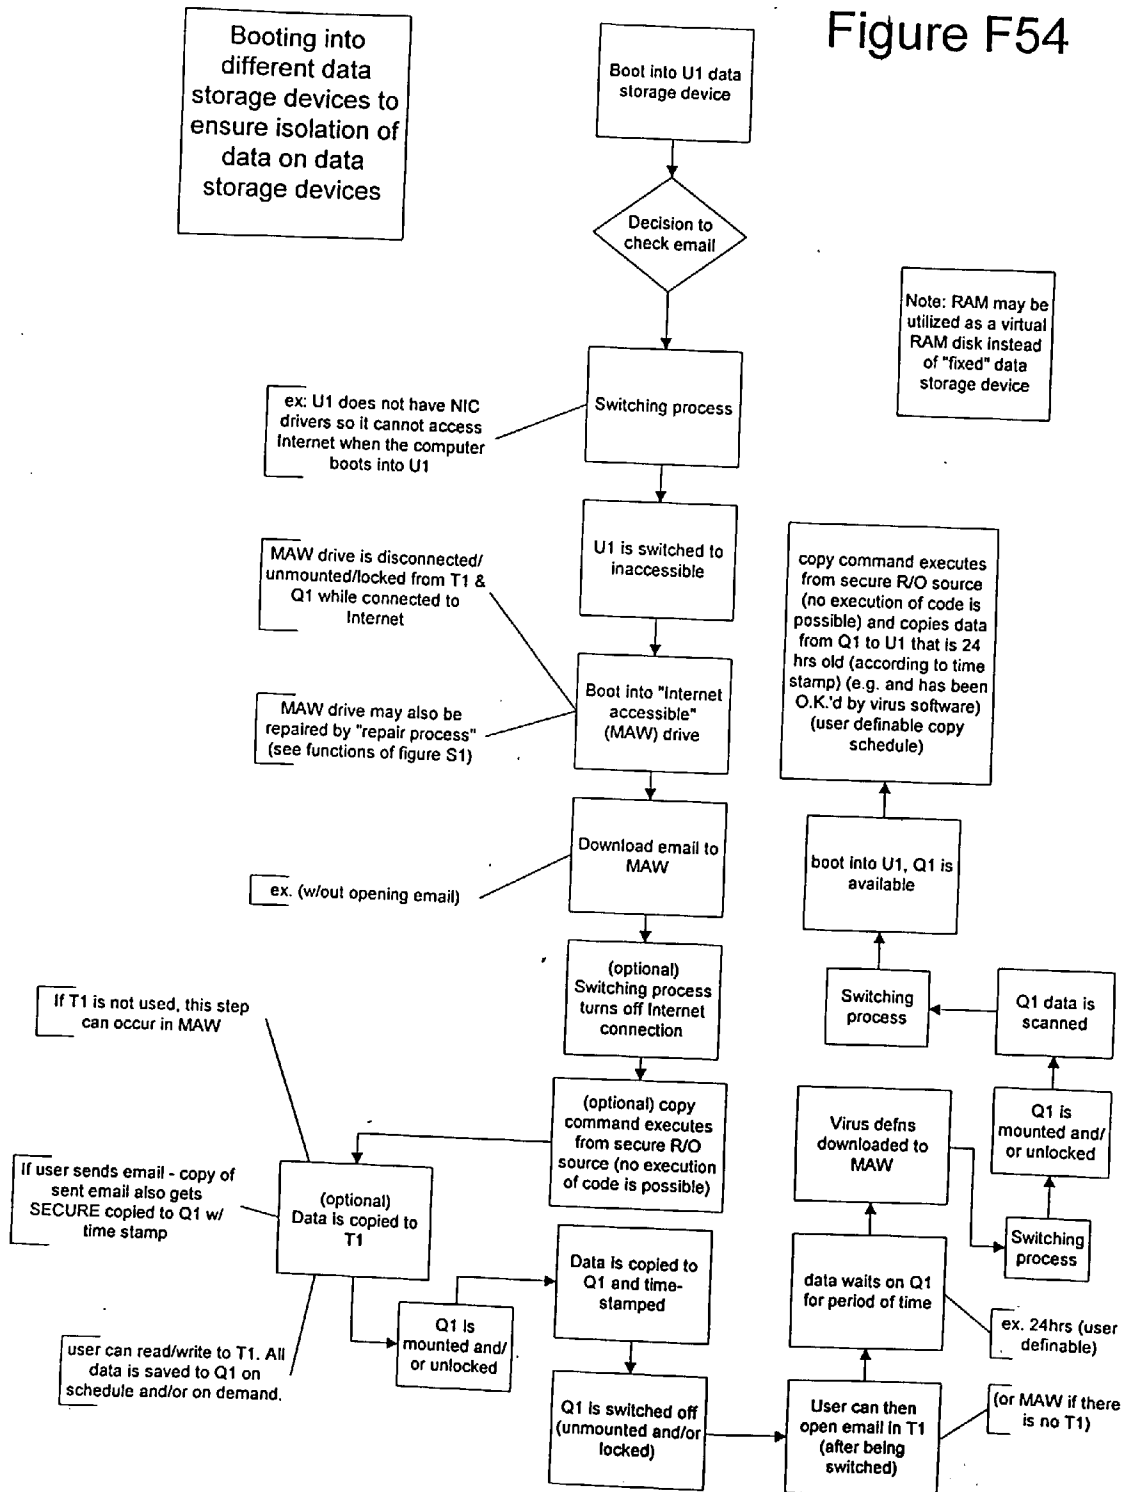 Figure F54
Booting into
different data
storage devices to
ensure isolation of
data on data
storage devices
Boot into U1 data
storage device
Decision to
check email
Note: RAM may be
utilized as a virtual
RAM disk instead
of "fixed" data
storage device
Switching process
ex: U1 does not have NIC
drivers so it cannot access
Internet when the computer
boots into U1
U1 is switched to
inaccessible
MAW drive is disconnected/
unmounted/locked from T1 &
Q1 while connected to
Internet
Boot into "Internet
accessible"
(MAW) drive
MAW drive may also be
repaired by "repair process"
(see functions of figure S1)
Download email to
MAW
ex. (w/out opening email)
(optional)
Switching process
turns off Internet
connection
(optional) copy
command executes
from secure R/O
source (no execution
of code is possible)
If T1 is not used, this step
can occur in MAW
(optional)
Data is copied to
T1
If user sends email - copy of
sent email also gets
SECURE copied to Q1 w/
time stamp
user can read/write to T1. All
data is saved to Q1 on
schedule and/or on demand.
Q1 is
mounted and/
or unlocked
Data is copied to
Q1 and time-
stamped
Q1 is switched off
(unmounted and/or
locked)
User can then
open email in T1
(after being
switched)
(or MAW if there
is no T1)
data waits on Q1
for period of time
ex. 24hrs (user
definable)
Virus defns
downloaded to
MAW
Switching
process
Q1 is
mounted and/
or unlocked
Q1 data is
scanned
Switching
process
boot into U1, Q1 is
available
copy command executes
from secure R/O source
(no execution of code is
possible) and copies data
from Q1 to U1 that is 24
hrs old (according to time
stamp) (e.g. and has been
O.K.'d by virus software)
(user definable copy
schedule)